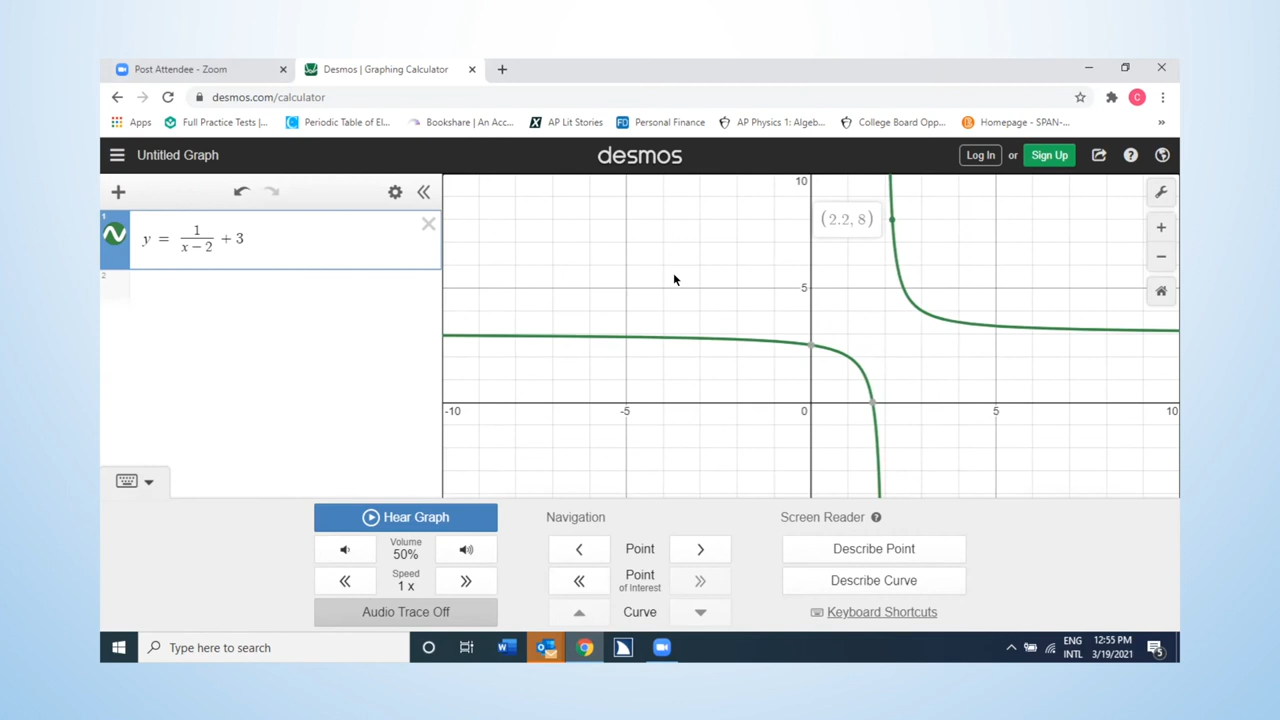 Post Attendee - Zoom
Desmos | Graphing Calculator
desmos.com/calculator
C
Apps
Full Practice Tests |...
Periodic Table of El...
Bookshare | An Acc...
AP Lit Stories
Personal Finance
AP Physics 1: Algeb...
College Board Opp...
Homepage - SPAN-...
Untitled Graph
desmos
Log In or Sign Up
1
y = 1/(x − 2) + 3
2
10
(2.2, 8)
5
-10 -5 0 5 10
Hear Graph
Volume
50%
Speed
1 x
Audio Trace Off
Navigation
Point
Point
of Interest
Curve
Screen Reader
Describe Point
Describe Curve
Keyboard Shortcuts
Type here to search
ENG
INTL
12:55 PM
3/19/2021
5